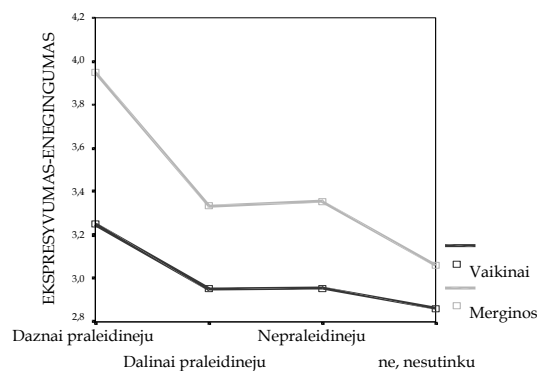 EKSPRESYVUMAS-ENEGINGUMAS
4,2
4,0
3,8
3,6
3,4
3,2
3,0
2,8
Daznai praleidineju
Nepraleidineju
Dalinai praleidineju
ne, nesutinku
Vaikinai
Merginos